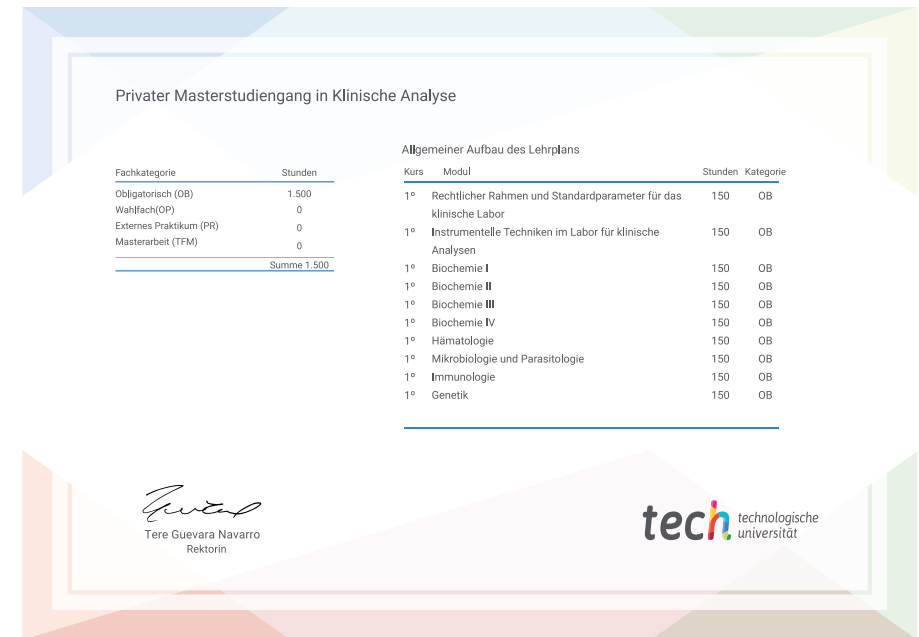 Privater Masterstudiengang in Klinische Analyse
Fachkategorie Stunden
Obligatorisch (OB) 1.500
Wahlfach(OP) 0
Externes Praktikum (PR) 0
Masterarbeit (TFM) 0
Summe 1.500
Allgemeiner Aufbau des Lehrplans
Kurs Modul Stunden Kategorie
1º Rechtlicher Rahmen und Standardparameter für das 150 OB
klinische Labor
1º Instrumentelle Techniken im Labor für klinische 150 OB
Analysen
1º Biochemie I 150 OB
1º Biochemie II 150 OB
1º Biochemie III 150 OB
1º Biochemie IV 150 OB
1º Hämatologie 150 OB
1º Mikrobiologie und Parasitologie 150 OB
1º Immunologie 150 OB
1º Genetik 150 OB
Tere Guevara Navarro
Rektorin
tech technologische
universität